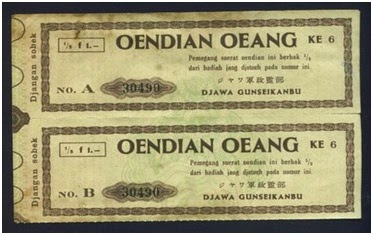 Djangan sobek
½ f 1.–
OENDIAN OEANG KE 6
Pemegang soerat oendian ini berhak ½
dari hadiah jang djatoeh pada nomor ini
ジャワ軍政監部
NO. A 30490
DJAWA GUNSEIKANBU
Djangan sobek
½ f 1.–
OENDIAN OEANG KE 6
Pemegang soerat oendian ini berhak ½
dari hadiah jang djatoeh pada nomor ini
ジャワ軍政監部
NO. B 30490
DJAWA GUNSEIKANBU